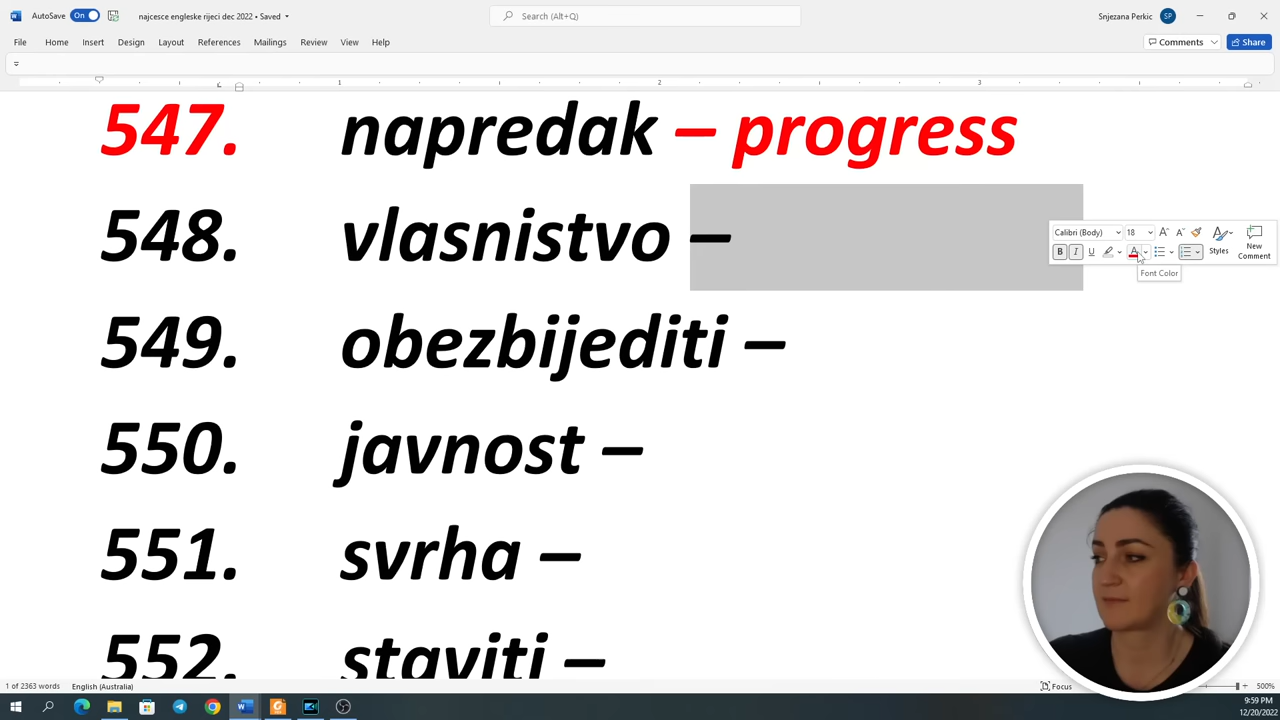 AutoSave On najcesce engleske rijeci dec 2022 • Saved Search (Alt+Q) Snjezana Perkic SP
File Home Insert Design Layout References Mailings Review View Help Comments Share
1 2 3
547. napredak – progress
548. vlasnistvo –
Calibri (Body) 18 A A Styles New Comment
B I U A
Font Color
549. obezbijediti –
550. javnost –
551. svrha –
552. staviti –
1 of 2363 words English (Australia) Focus 500%
9:59 PM
12/20/2022